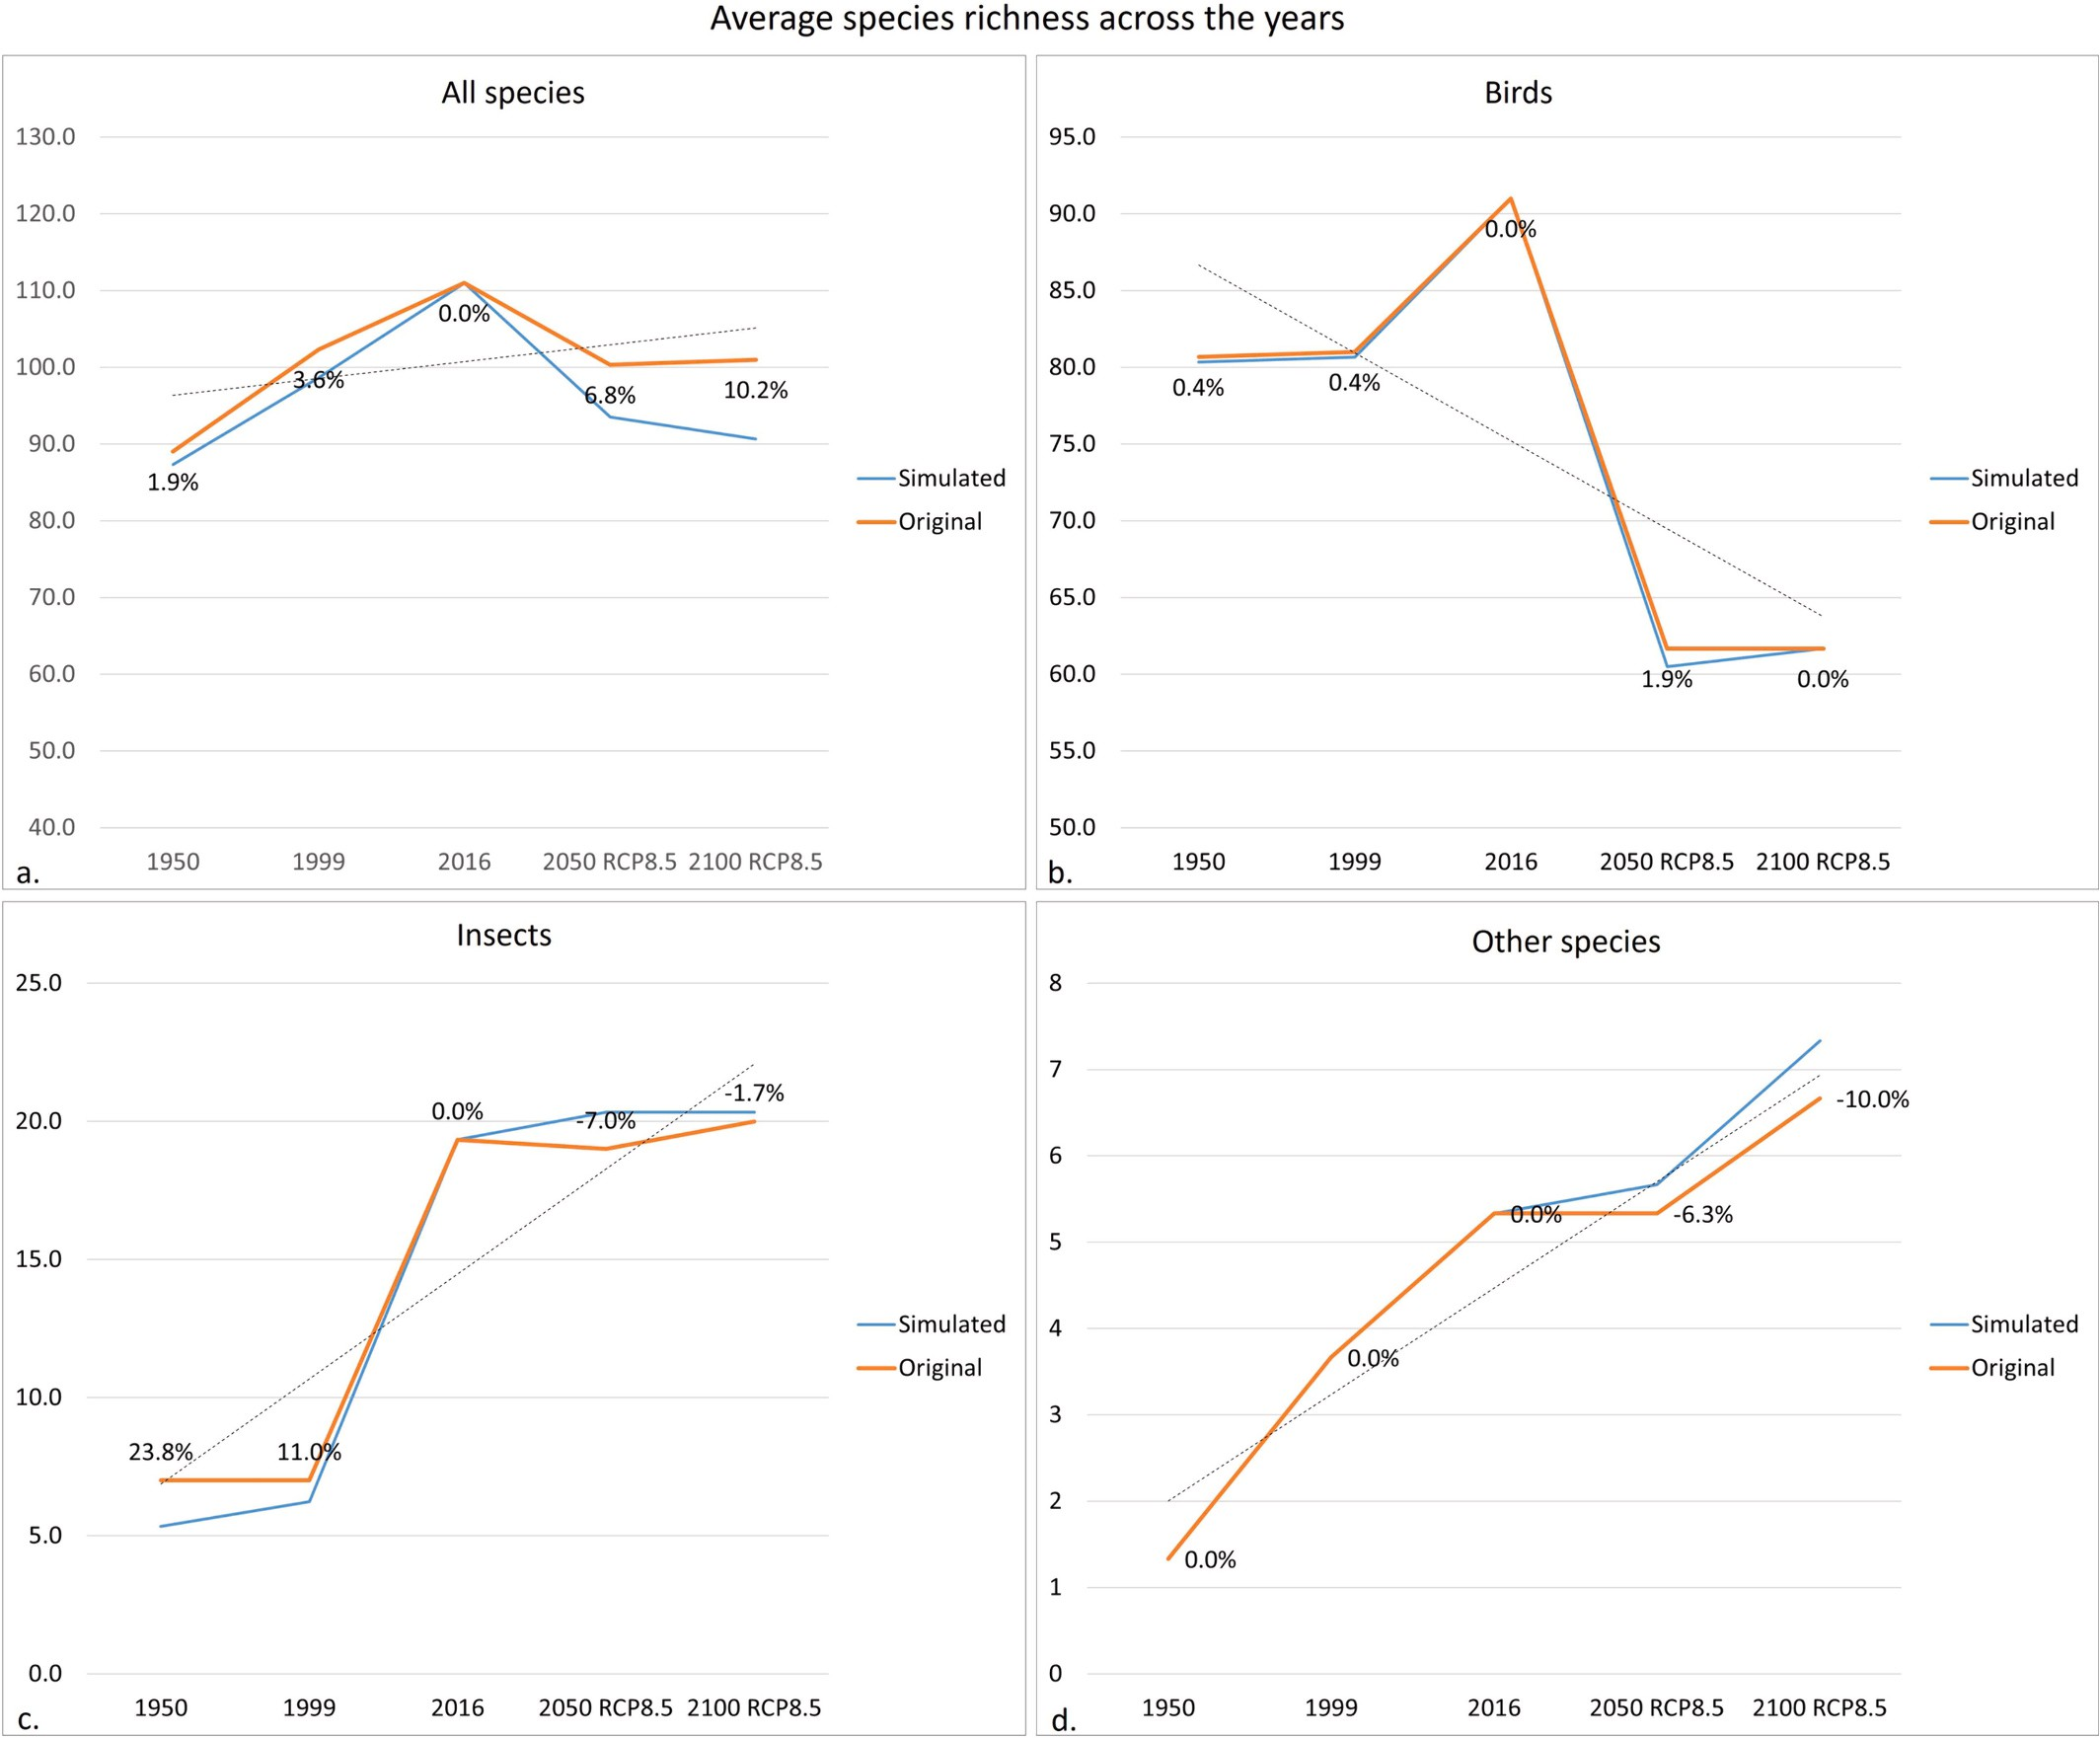 Average species richness across the years
All species
130.0
120.0
110.0
100.0
90.0
80.0
70.0
60.0
50.0
40.0
1.9%
3.6%
0.0%
6.8%
10.2%
Simulated
Original
1950 1999 2016 2050 RCP8.5 2100 RCP8.5
a.
Birds
95.0
90.0
85.0
80.0
75.0
70.0
65.0
60.0
55.0
50.0
0.4%
0.4%
0.0%
1.9%
0.0%
Simulated
Original
1950 1999 2016 2050 RCP8.5 2100 RCP8.5
b.
Insects
25.0
20.0
15.0
10.0
5.0
0.0
23.8%
11.0%
0.0%
-7.0%
-1.7%
Simulated
Original
1950 1999 2016 2050 RCP8.5 2100 RCP8.5
c.
Other species
8
7
6
5
4
3
2
1
0
0.0%
0.0%
0.0%
-6.3%
-10.0%
Simulated
Original
1950 1999 2016 2050 RCP8.5 2100 RCP8.5
d.